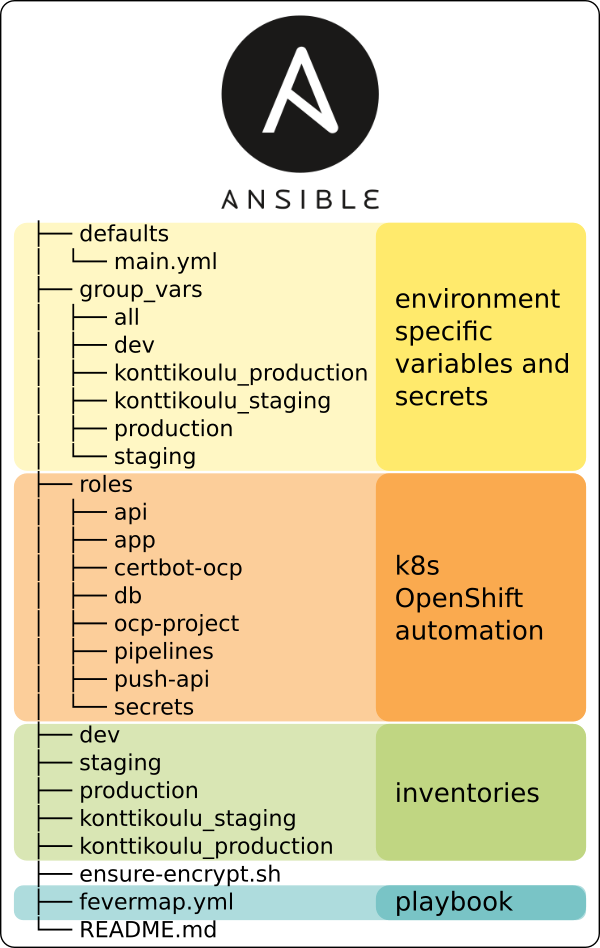 ANSIBLE
defaults
main.yml
group_vars
all
dev
konttikoulu_production
konttikoulu_staging
production
staging
environment
specific
variables and
secrets
roles
api
app
certbot-ocp
db
ocp-project
pipelines
push-api
secrets
k8s
OpenShift
automation
dev
staging
production
konttikoulu_staging
konttikoulu_production
inventories
ensure-encrypt.sh
fevermap.yml
playbook
README.md